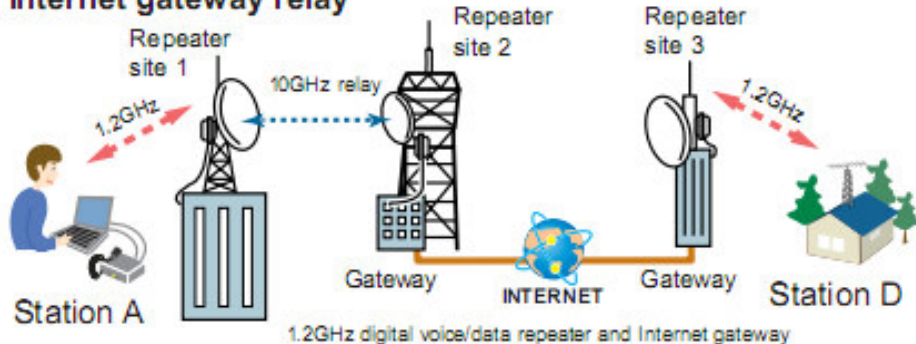 Internet gateway relay
Repeater
site 1
Repeater
site 2
Repeater
site 3
1.2GHz
10GHz relay
1.2GHz
Gateway
INTERNET
Gateway
Station A
Station D
1.2GHz digital voice/data repeater and Internet gateway